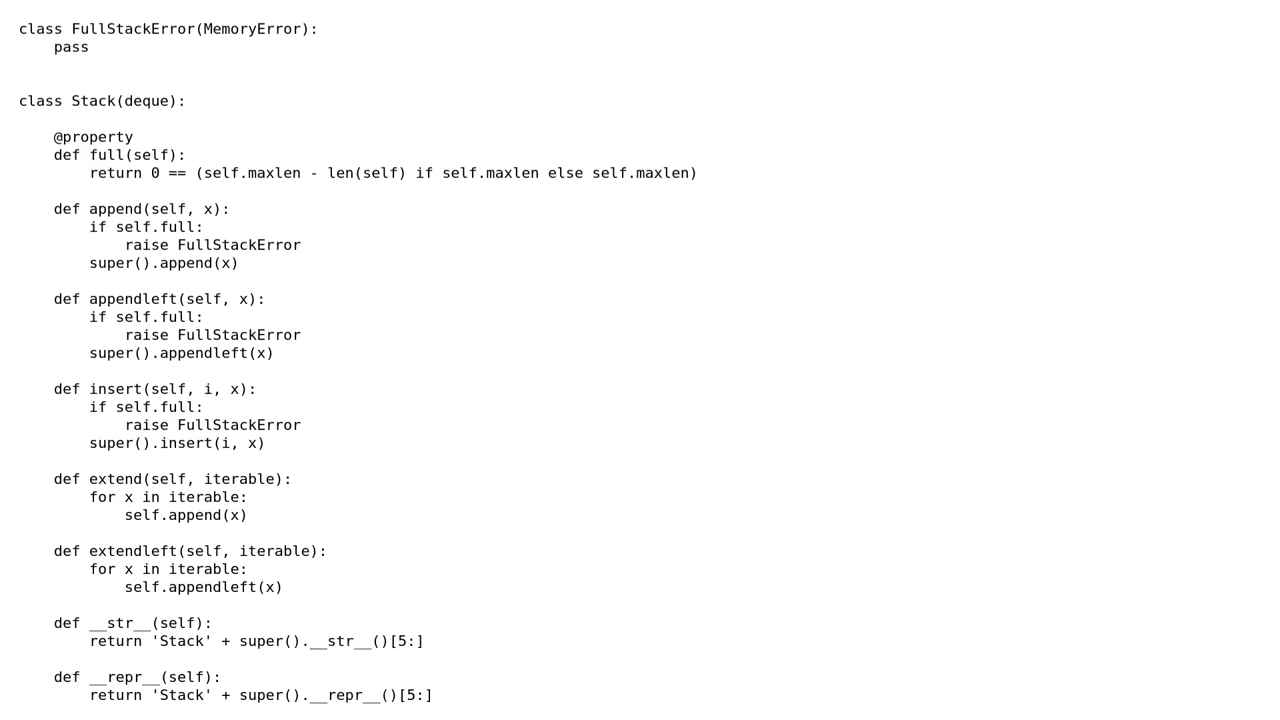 class FullStackError(MemoryError):
    pass


class Stack(deque):

    @property
    def full(self):
        return 0 == (self.maxlen - len(self) if self.maxlen else self.maxlen)

    def append(self, x):
        if self.full:
            raise FullStackError
        super().append(x)

    def appendleft(self, x):
        if self.full:
            raise FullStackError
        super().appendleft(x)

    def insert(self, i, x):
        if self.full:
            raise FullStackError
        super().insert(i, x)

    def extend(self, iterable):
        for x in iterable:
            self.append(x)

    def extendleft(self, iterable):
        for x in iterable:
            self.appendleft(x)

    def __str__(self):
        return 'Stack' + super().__str__()[5:]

    def __repr__(self):
        return 'Stack' + super().__repr__()[5:]